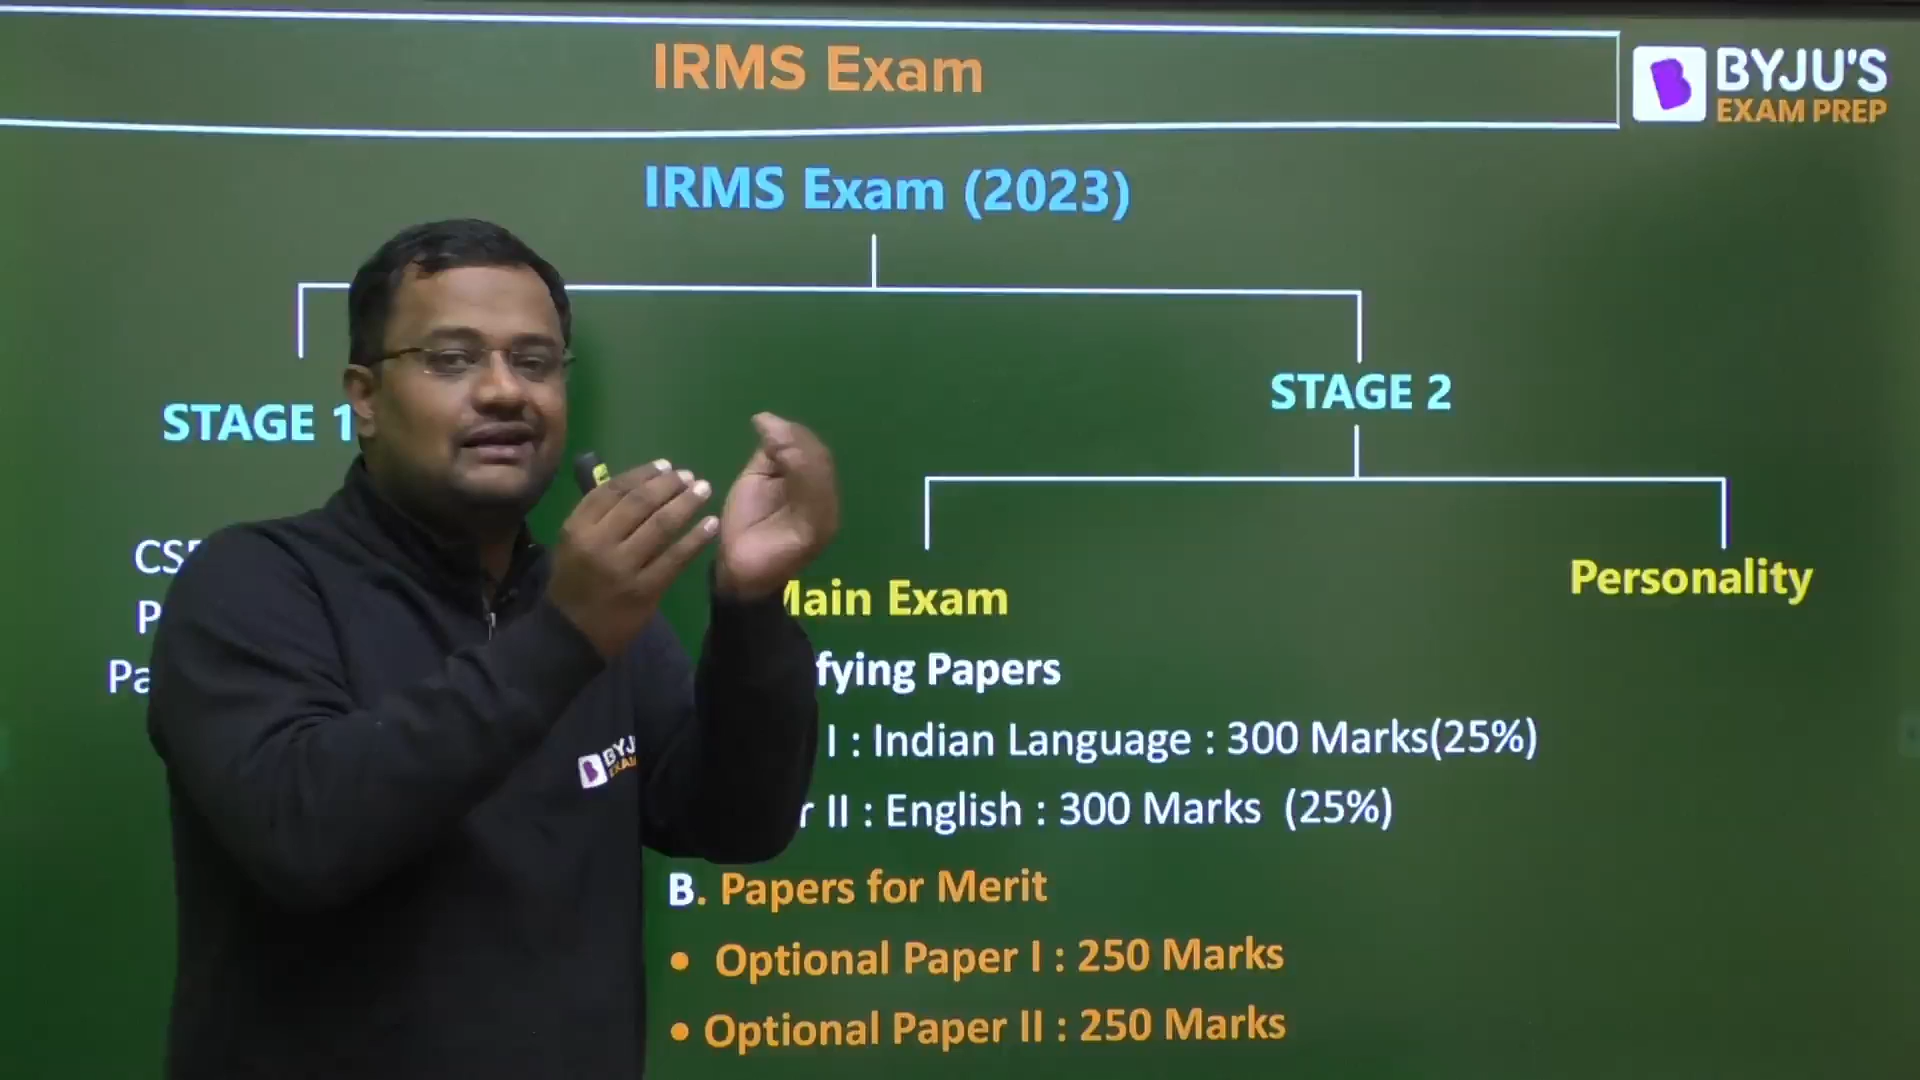 IRMS Exam
BYJU'S
EXAM PREP
IRMS Exam (2023)
STAGE 1
STAGE 2
Main Exam
Personality
Papers
I : Indian Language : 300 Marks(25%)
II : English : 300 Marks (25%)
B. Papers for Merit
• Optional Paper I : 250 Marks
• Optional Paper II : 250 Marks